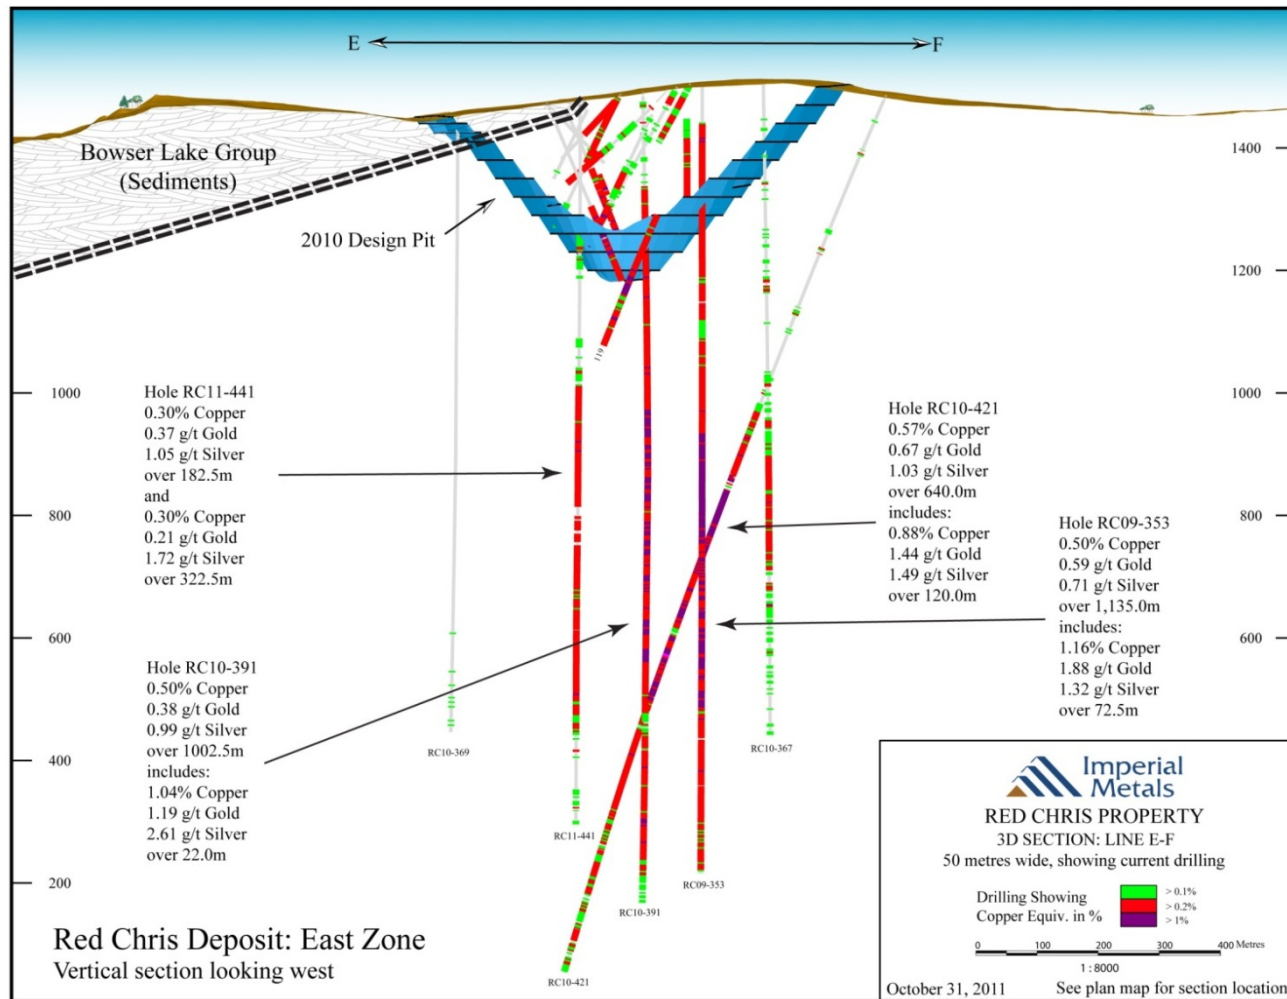 E
F
Bowser Lake Group
(Sediments)
2010 Design Pit
1400
1200
1000
1000
800
800
600
600
400
200
119
Hole RC11-441
0.30% Copper
0.37 g/t Gold
1.05 g/t Silver
over 182.5m
and
0.30% Copper
0.21 g/t Gold
1.72 g/t Silver
over 322.5m
Hole RC10-421
0.57% Copper
0.67 g/t Gold
1.03 g/t Silver
over 640.0m
includes:
0.88% Copper
1.44 g/t Gold
1.49 g/t Silver
over 120.0m
Hole RC09-353
0.50% Copper
0.59 g/t Gold
0.71 g/t Silver
over 1,135.0m
includes:
1.16% Copper
1.88 g/t Gold
1.32 g/t Silver
over 72.5m
Hole RC10-391
0.50% Copper
0.38 g/t Gold
0.99 g/t Silver
over 1002.5m
includes:
1.04% Copper
1.19 g/t Gold
2.61 g/t Silver
over 22.0m
RC10-369
RC10-367
RC11-441
RC09-353
RC10-391
RC10-421
Red Chris Deposit: East Zone
Vertical section looking west
Imperial
Metals
RED CHRIS PROPERTY
3D SECTION: LINE E-F
50 metres wide, showing current drilling
Drilling Showing
Copper Equiv. in %
> 0.1%
> 0.2%
> 1%
0 100 200 300 400 Metres
1 : 8000
October 31, 2011 See plan map for section location